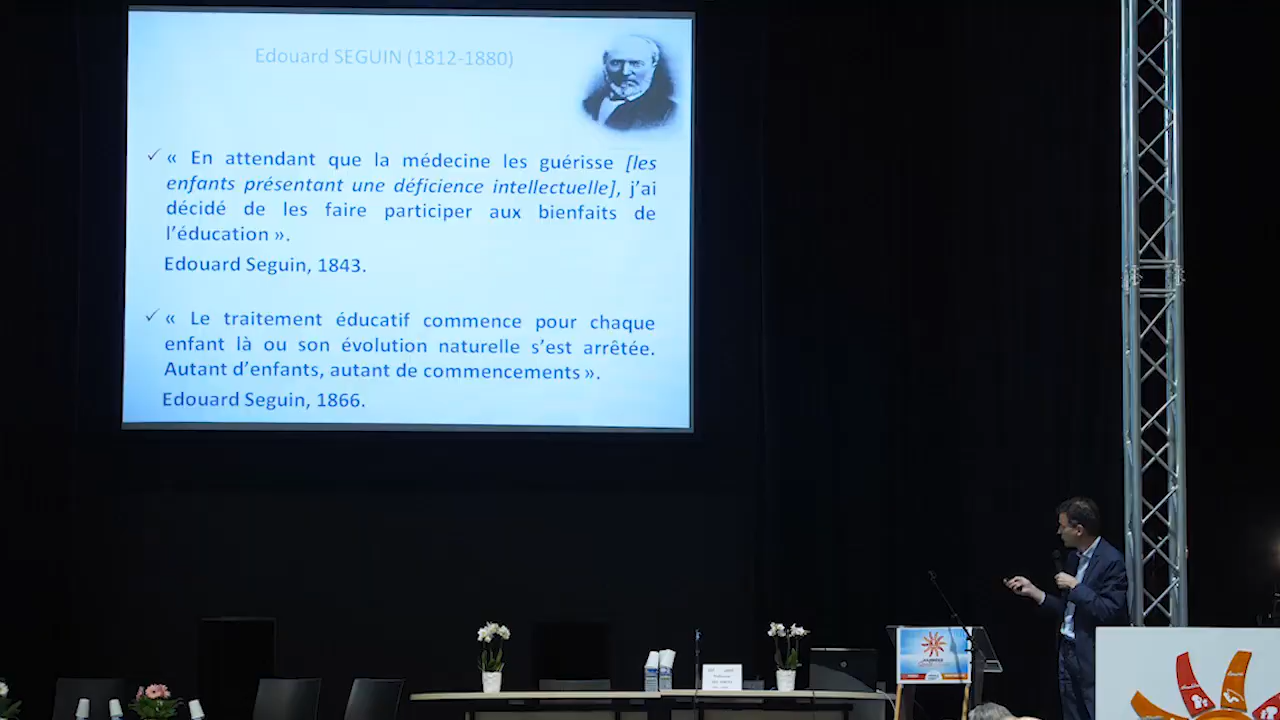 Edouard SEGUIN (1812-1880)
« En attendant que la médecine les guérisse [les
enfants présentant une déficience intellectuelle], j’ai
décidé de les faire participer aux bienfaits de
l’éducation ».
Edouard Seguin, 1843.
« Le traitement éducatif commence pour chaque
enfant là ou son évolution naturelle s’est arrêtée.
Autant d’enfants, autant de commencements ».
Edouard Seguin, 1866.